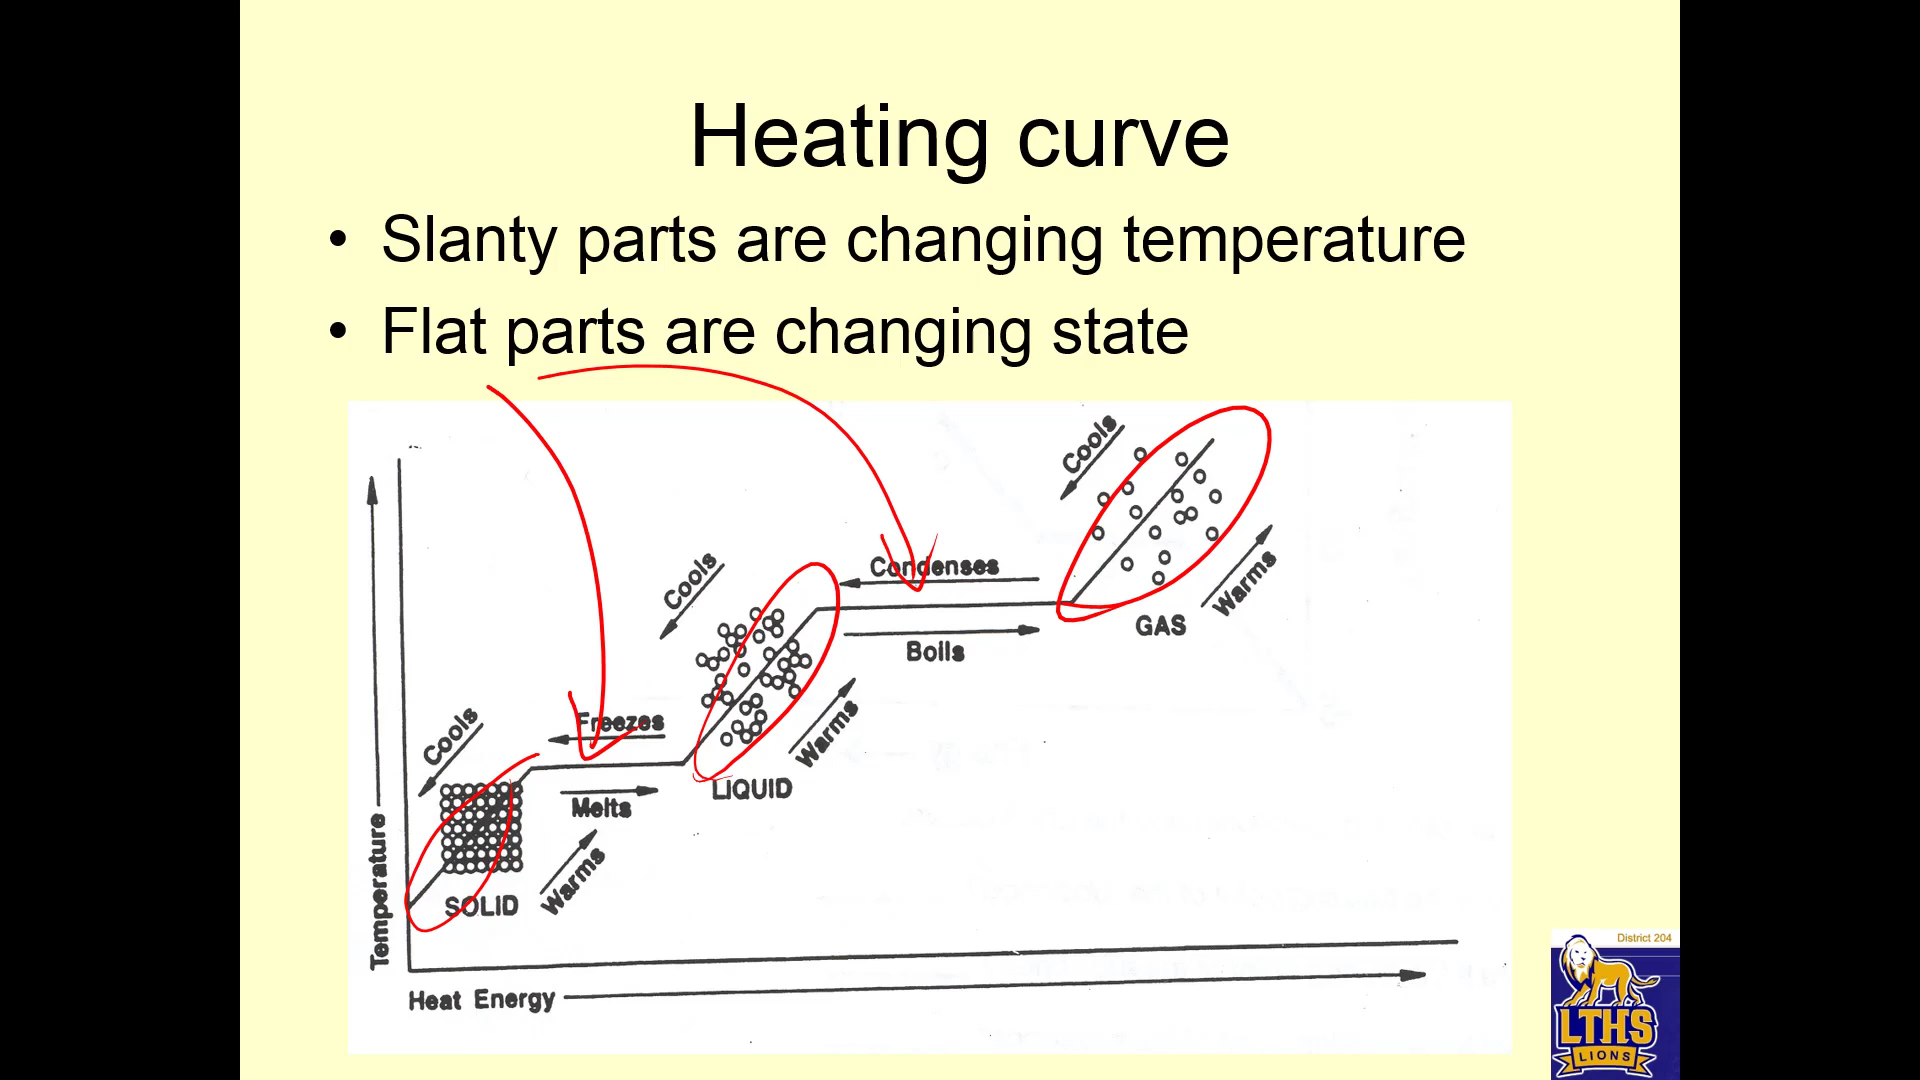 Heating curve
• Slanty parts are changing temperature
• Flat parts are changing state
Cools
Cools
Condenses
GAS
Warms
Boils
Cools
Freezes
Warms
LIQUID
Melts
Warms
SOLID
Temperature
Heat Energy
District 204
LTHS
LIONS